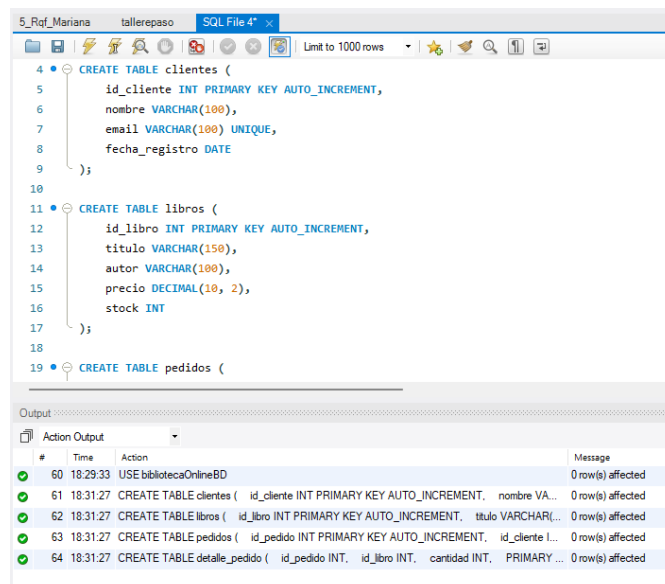 5_Rqf_Mariana tallerepaso SQL File 4* ×
Limit to 1000 rows
4 CREATE TABLE clientes (
5 id_cliente INT PRIMARY KEY AUTO_INCREMENT,
6 nombre VARCHAR(100),
7 email VARCHAR(100) UNIQUE,
8 fecha_registro DATE
9 );
10
11 CREATE TABLE libros (
12 id_libro INT PRIMARY KEY AUTO_INCREMENT,
13 titulo VARCHAR(150),
14 autor VARCHAR(100),
15 precio DECIMAL(10, 2),
16 stock INT
17 );
18
19 CREATE TABLE pedidos (
Output
Action Output
# Time Action Message
60 18:29:33 USE bibliotecaOnlineBD 0 row(s) affected
61 18:31:27 CREATE TABLE clientes ( id_cliente INT PRIMARY KEY AUTO_INCREMENT, nombre VA... 0 row(s) affected
62 18:31:27 CREATE TABLE libros ( id_libro INT PRIMARY KEY AUTO_INCREMENT, titulo VARCHAR(... 0 row(s) affected
63 18:31:27 CREATE TABLE pedidos ( id_pedido INT PRIMARY KEY AUTO_INCREMENT, id_cliente I... 0 row(s) affected
64 18:31:27 CREATE TABLE detalle_pedido ( id_pedido INT, id_libro INT, cantidad INT, PRIMARY ... 0 row(s) affected